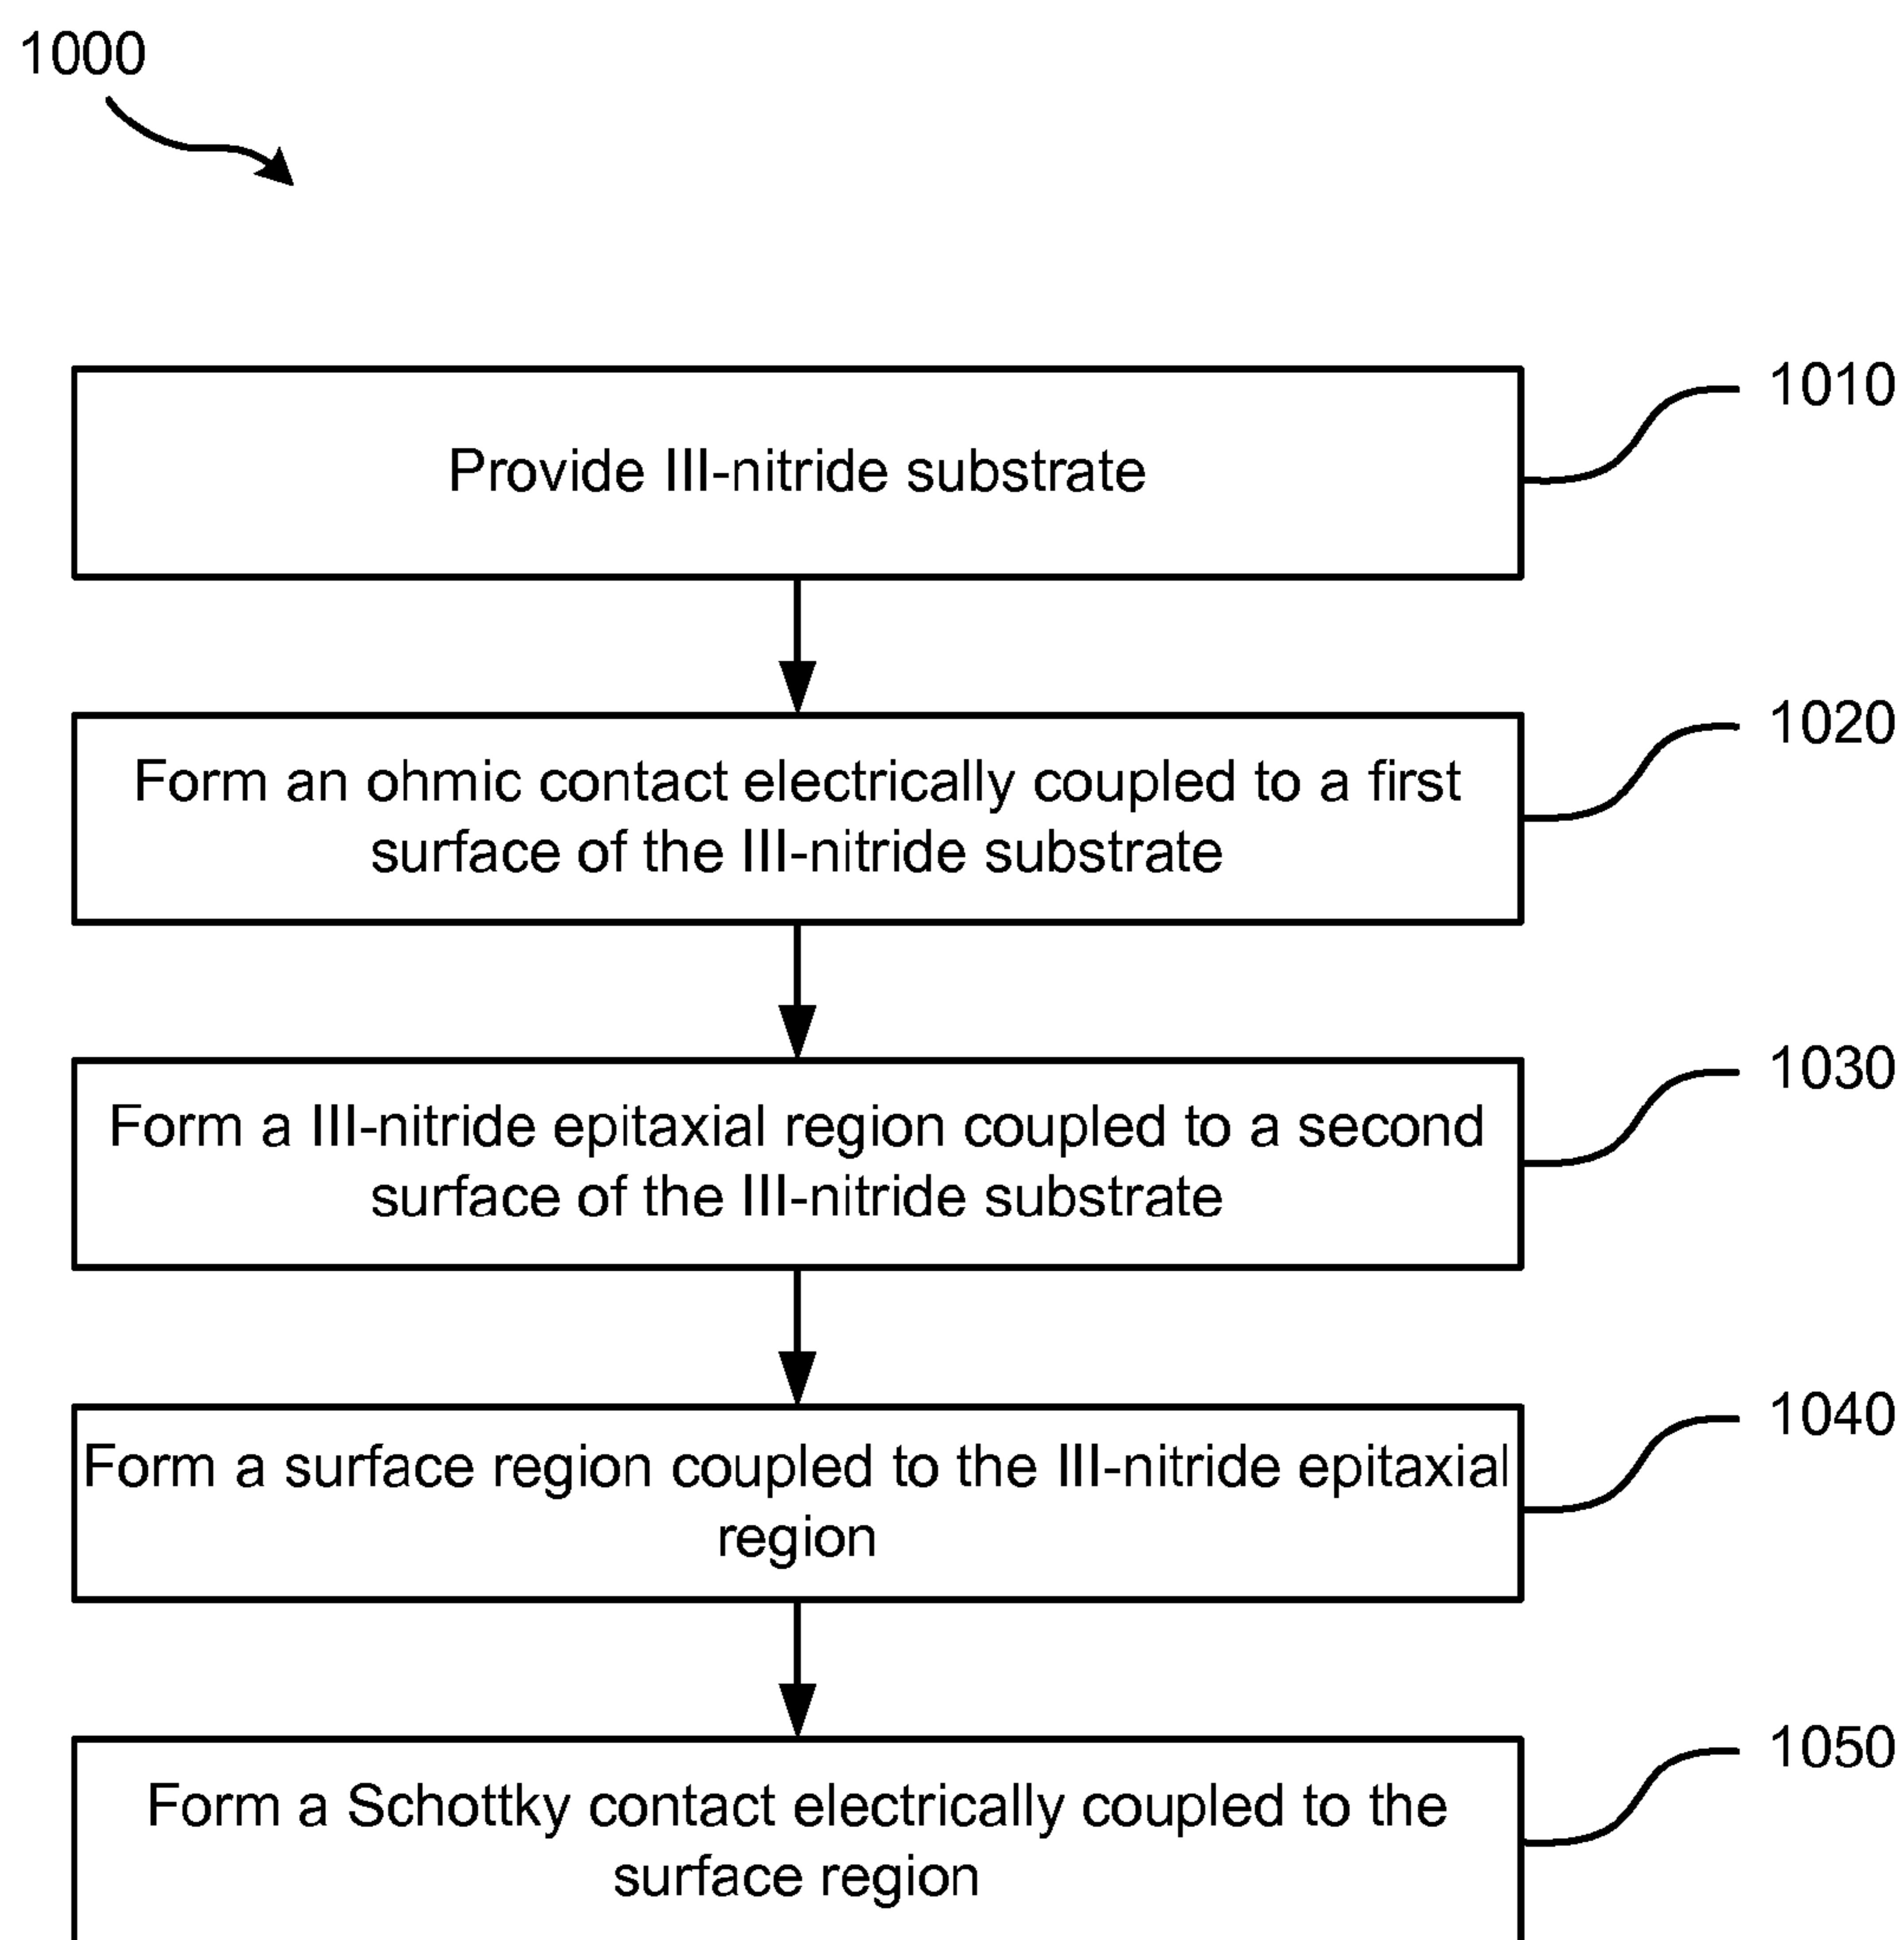 1000
Provide III-nitride substrate
1010
Form an ohmic contact electrically coupled to a first
surface of the III-nitride substrate
1020
Form a III-nitride epitaxial region coupled to a second
surface of the III-nitride substrate
1030
Form a surface region coupled to the III-nitride epitaxial
region
1040
Form a Schottky contact electrically coupled to the
surface region
1050